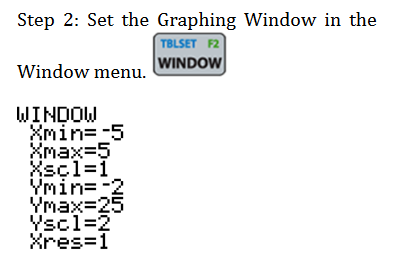 Step 2: Set the Graphing Window in the
TBLSET F2
Window menu. WINDOW
WINDOW
Xmin=-5
Xmax=5
Xscl=1
Ymin=-2
Ymax=25
Yscl=2
Xres=1